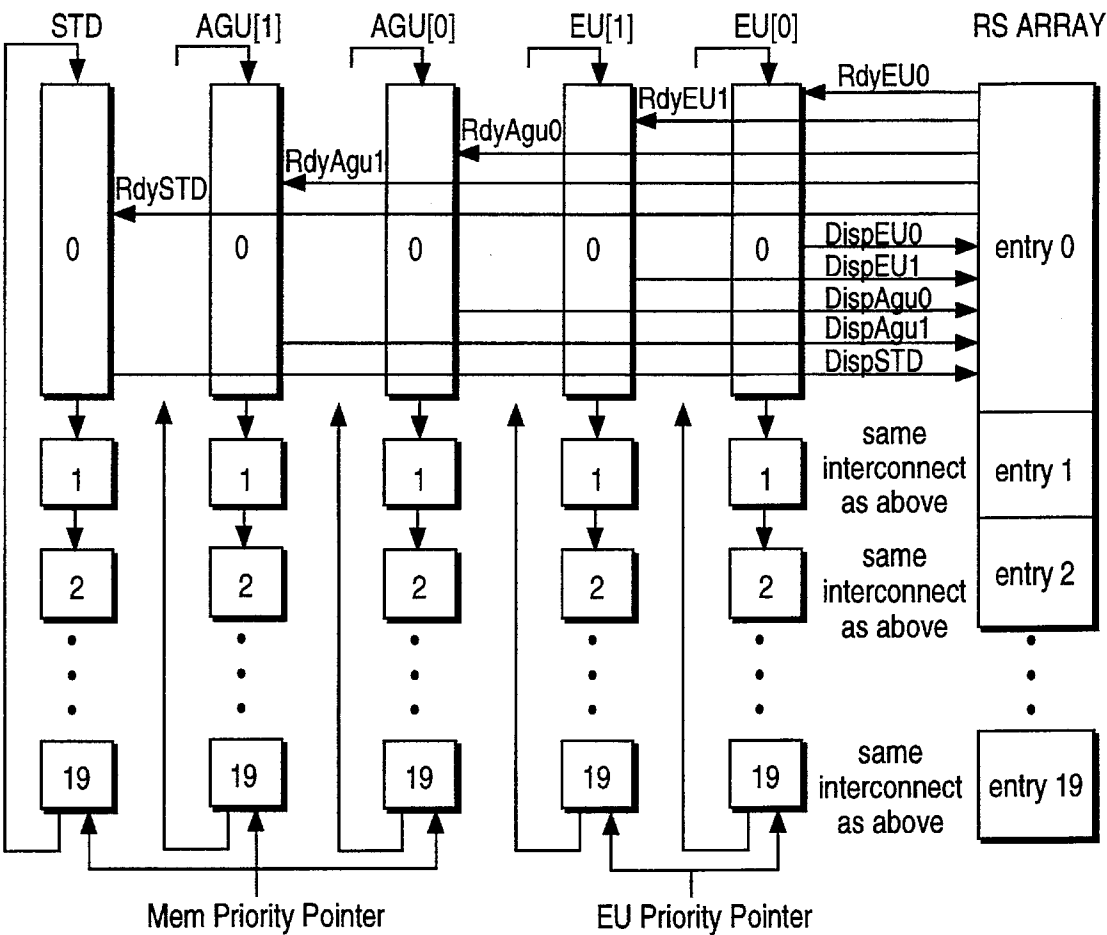 STD AGU[1] AGU[0] EU[1] EU[0] RS ARRAY
RdyEU0
RdyEU1
RdyAgu0
RdyAgu1
RdySTD
DispEU0
0 0 0 0 0 entry 0
DispEU1
DispAgu0
DispAgu1
DispSTD
1 1 1 1 1 entry 1
same
interconnect
as above
2 2 2 2 2 entry 2
same
interconnect
as above
19 19 19 19 19 entry 19
same
interconnect
as above
Mem Priority Pointer EU Priority Pointer